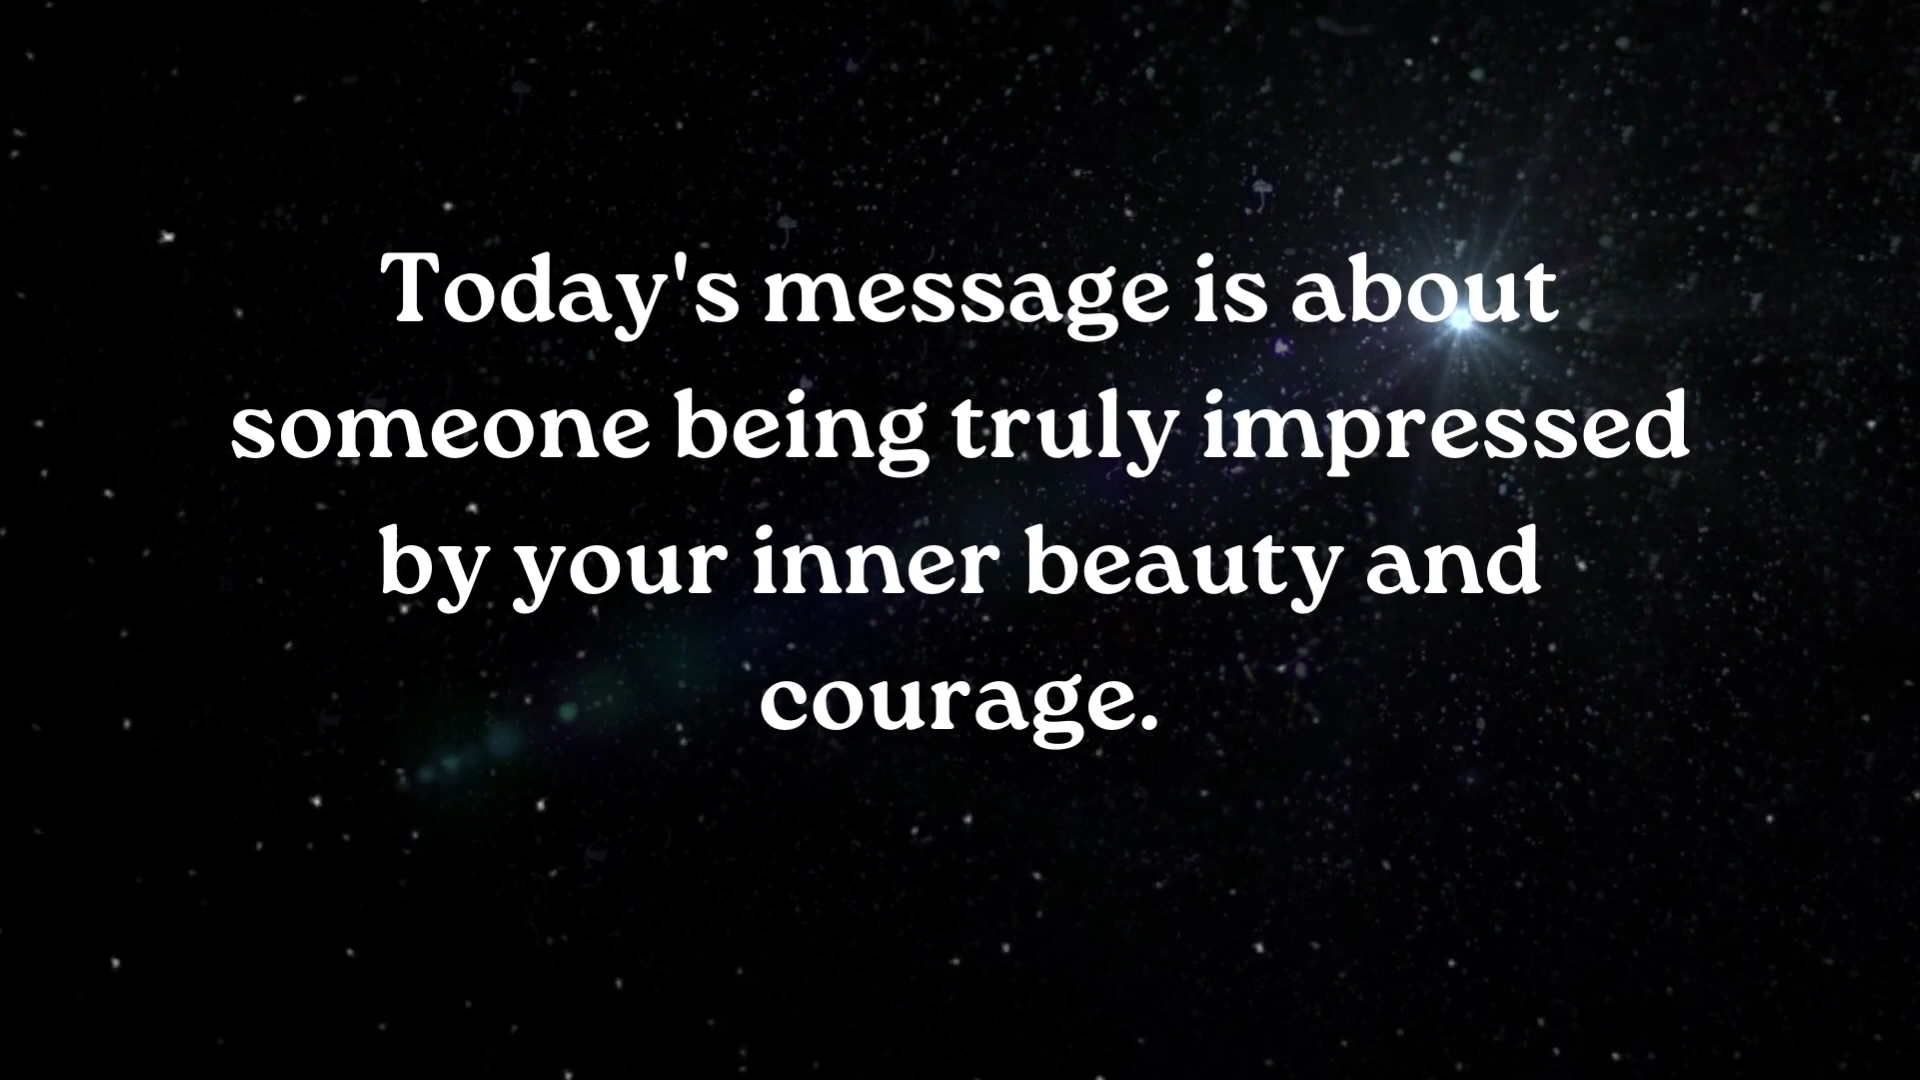 Today's message is about
someone being truly impressed
by your inner beauty and
courage.